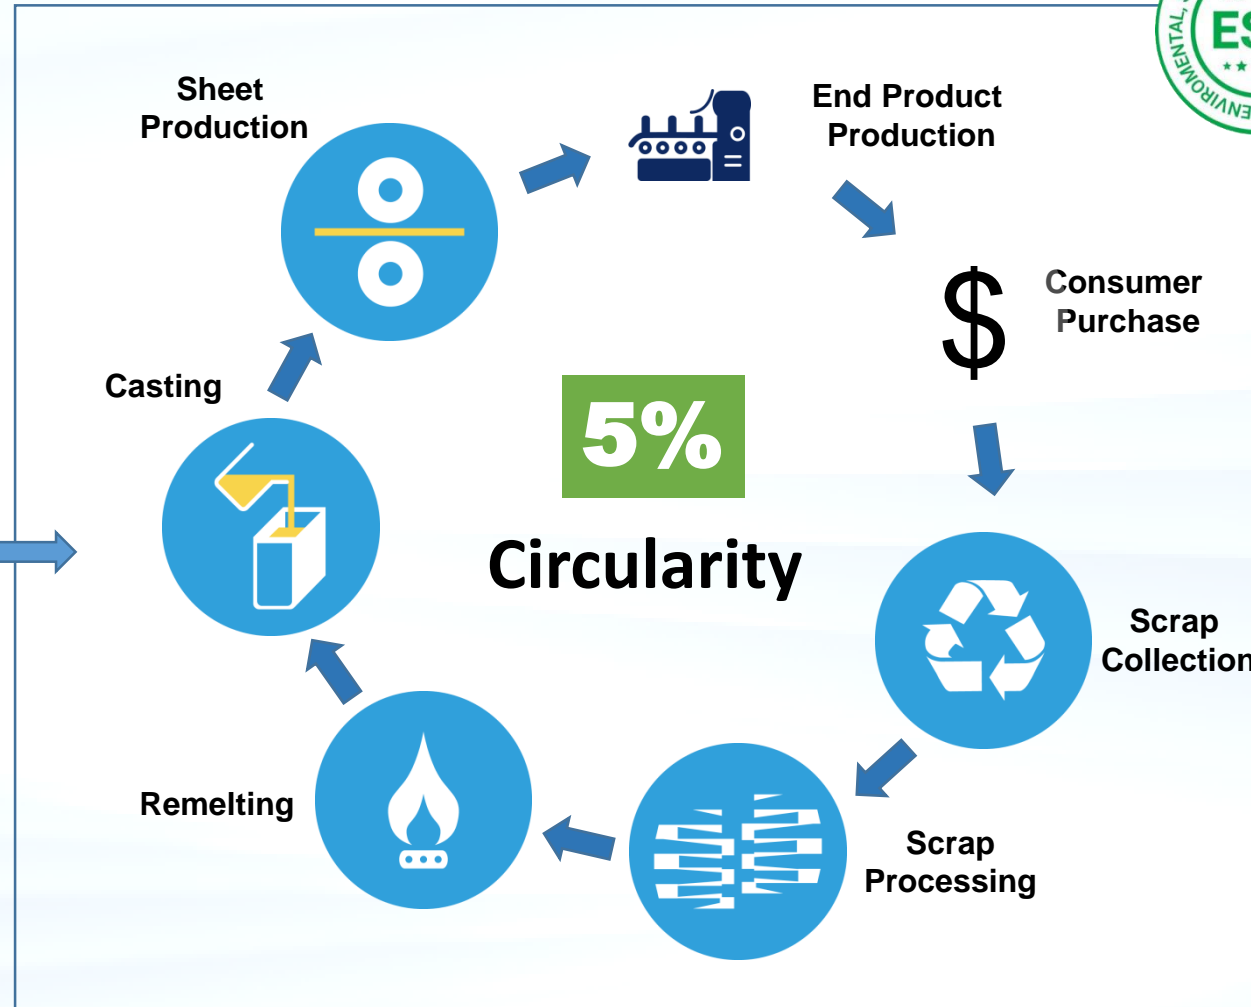 Sheet
Production
End Product
Production
Consumer
Purchase
$
Casting
5%
Circularity
Scrap
Collection
Remelting
Scrap
Processing